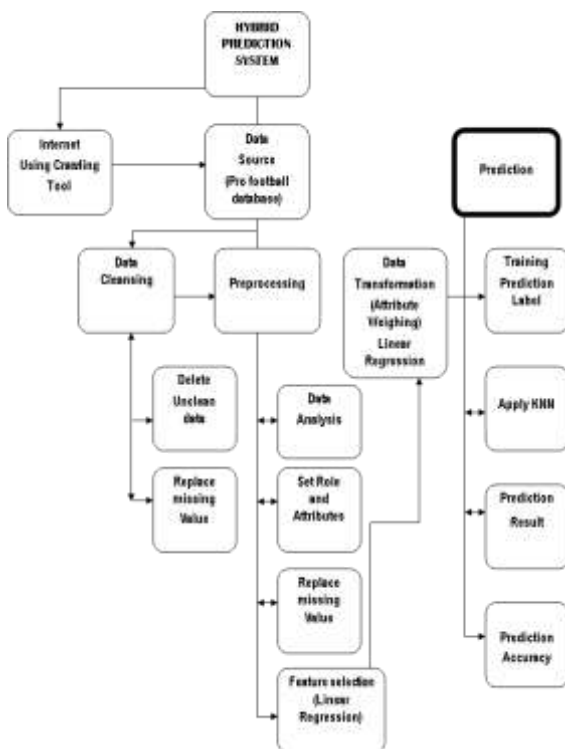 HYBRID
PREDICTION
SYSTEM
Internet
Using Crawling
Tool
Data
Source
(Pro football
database)
Prediction
Data
Cleansing
Preprocessing
Data
Transformation
(Attribute
Weighing)
Linear
Regression
Training
Prediction
Label
Delete
Unclean
data
Data
Analysis
Apply KNN
Replace
missing
Value
Set Role
and
Attributes
Prediction
Result
Replace
missing
Value
Feature selection
(Linear
Regression)
Prediction
Accuracy